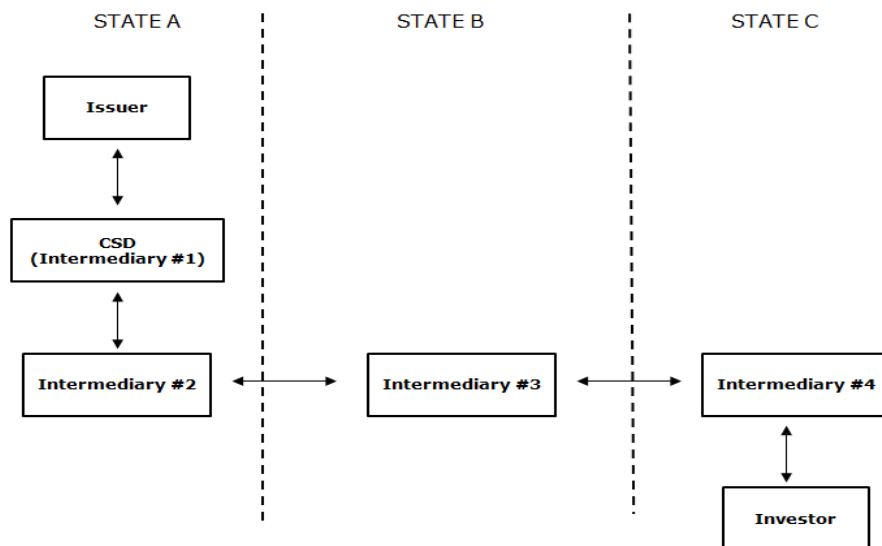 STATE A
STATE B
STATE C
Issuer
CSD
(Intermediary #1)
Intermediary #2
Intermediary #3
Intermediary #4
Investor